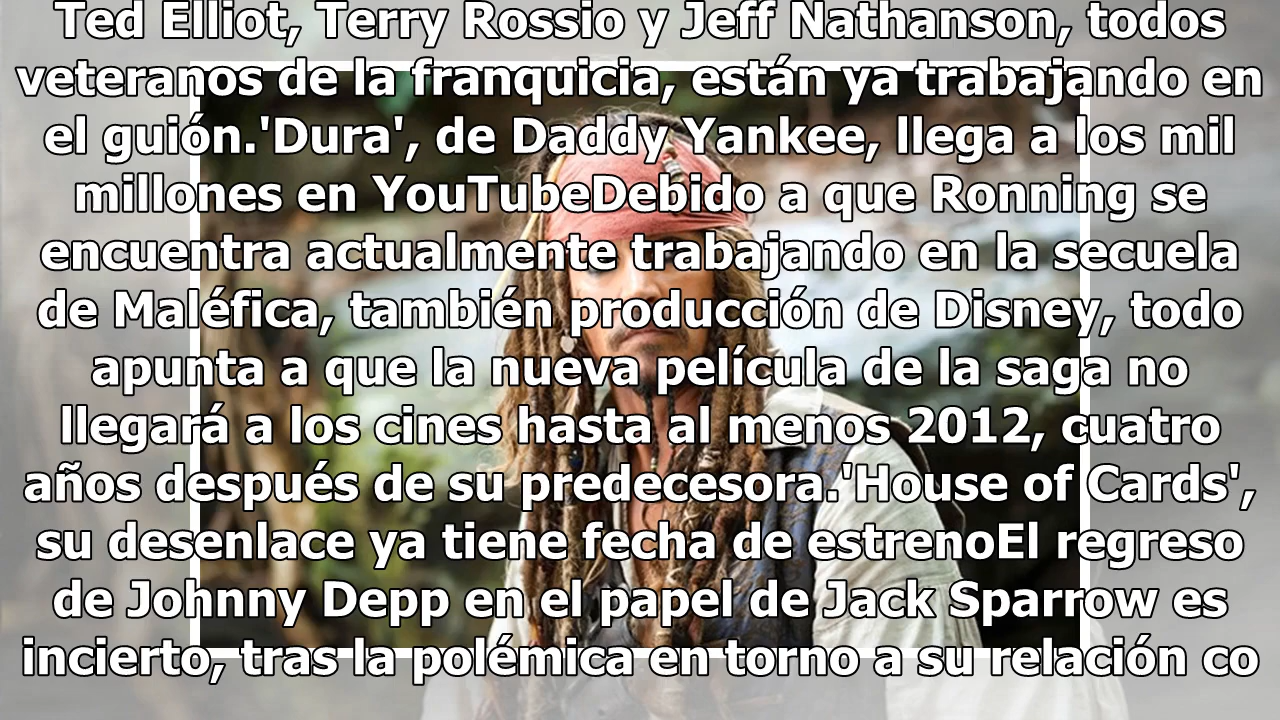 Ted Elliot, Terry Rossio y Jeff Nathanson, todos
veteranos de la franquicia, están ya trabajando en
el guión.'Dura', de Daddy Yankee, llega a los mil
millones en YouTubeDebido a que Ronning se
encuentra actualmente trabajando en la secuela
de Maléfica, también producción de Disney, todo
apunta a que la nueva película de la saga no
llegará a los cines hasta al menos 2012, cuatro
años después de su predecesora.'House of Cards',
su desenlace ya tiene fecha de estrenoEl regreso
de Johnny Depp en el papel de Jack Sparrow es
incierto, tras la polémica en torno a su relación co